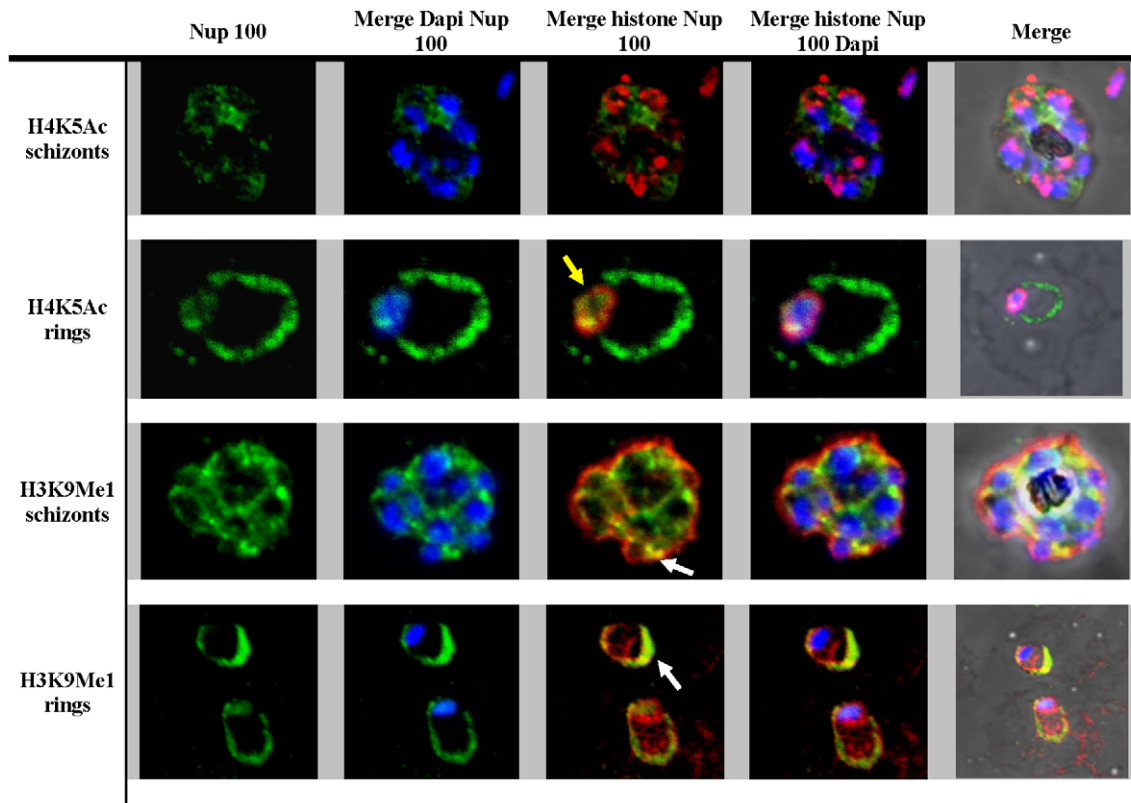 Nup 100
Merge Dapi Nup
100
Merge histone Nup
100
Merge histone Nup
100 Dapi
Merge
H4K5Ac
schizonts
H4K5Ac
rings
H3K9Me1
schizonts
H3K9Me1
rings